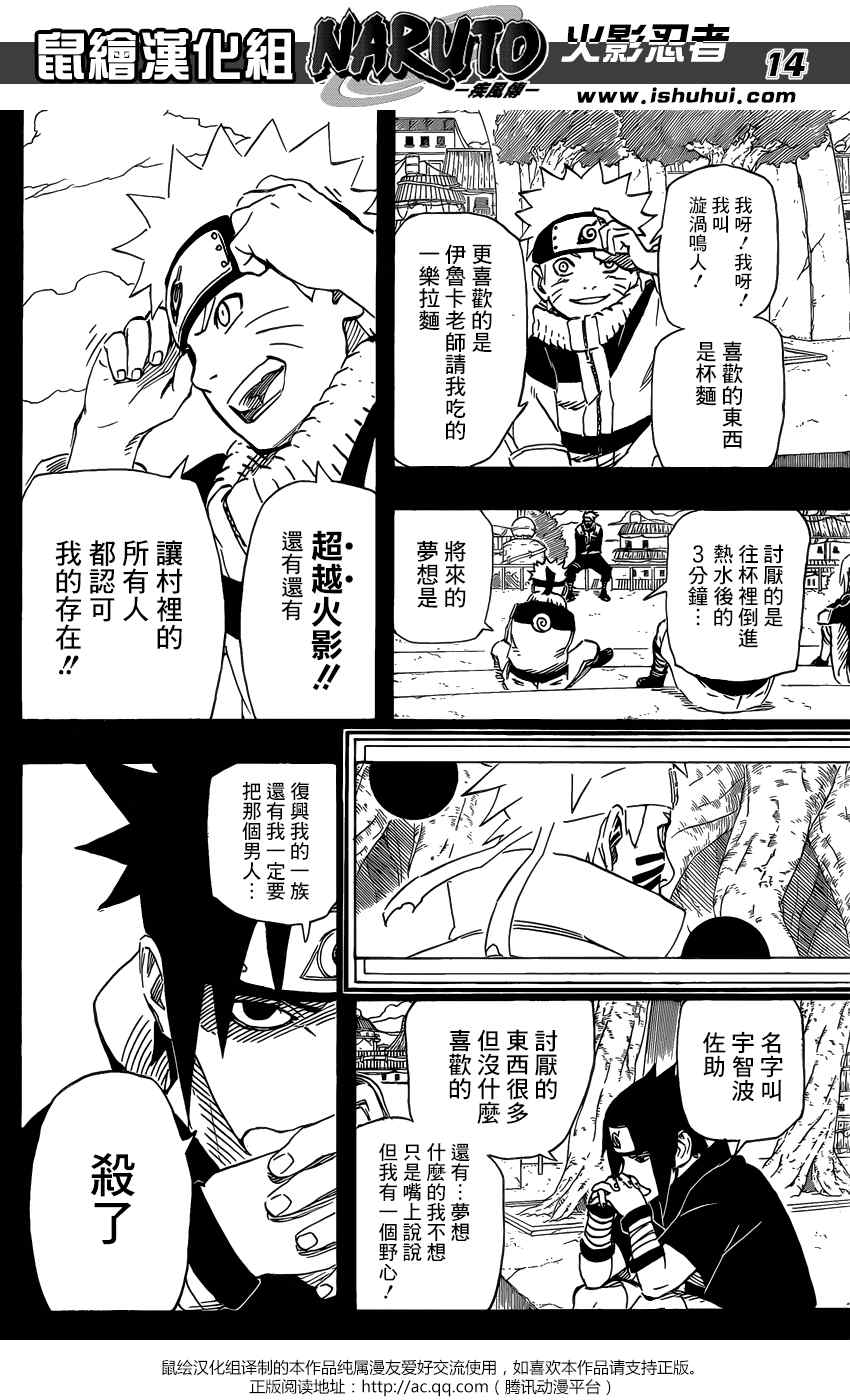 鼠繪漢化組
NARUTO
疾風傳
火影忍者
14
www.ishuhui.com
我呀！我呀！
我叫
漩渦鳴人！
喜歡的東西
是杯麵
更喜歡的是
伊魯卡老師請我吃的
一樂拉麵
討厭的是
往杯裡倒進
熱水後的
3分鐘…
將來的
夢想是
超越火影!!
還有還有
讓村裡的
所有人
都認可
我的存在!!
名字叫
宇智波
佐助
討厭的
東西很多
但沒什麼
喜歡的
還有…夢想
什麼的我不想
只是嘴上說說
但我有一個野心！
復興我的一族
還有我一定要
把那個男人…
殺了
鼠绘汉化组译制的本作品纯属漫友爱好交流使用，如喜欢本作品请支持正版。
正版阅读地址：http://ac.qq.com（腾讯动漫平台）